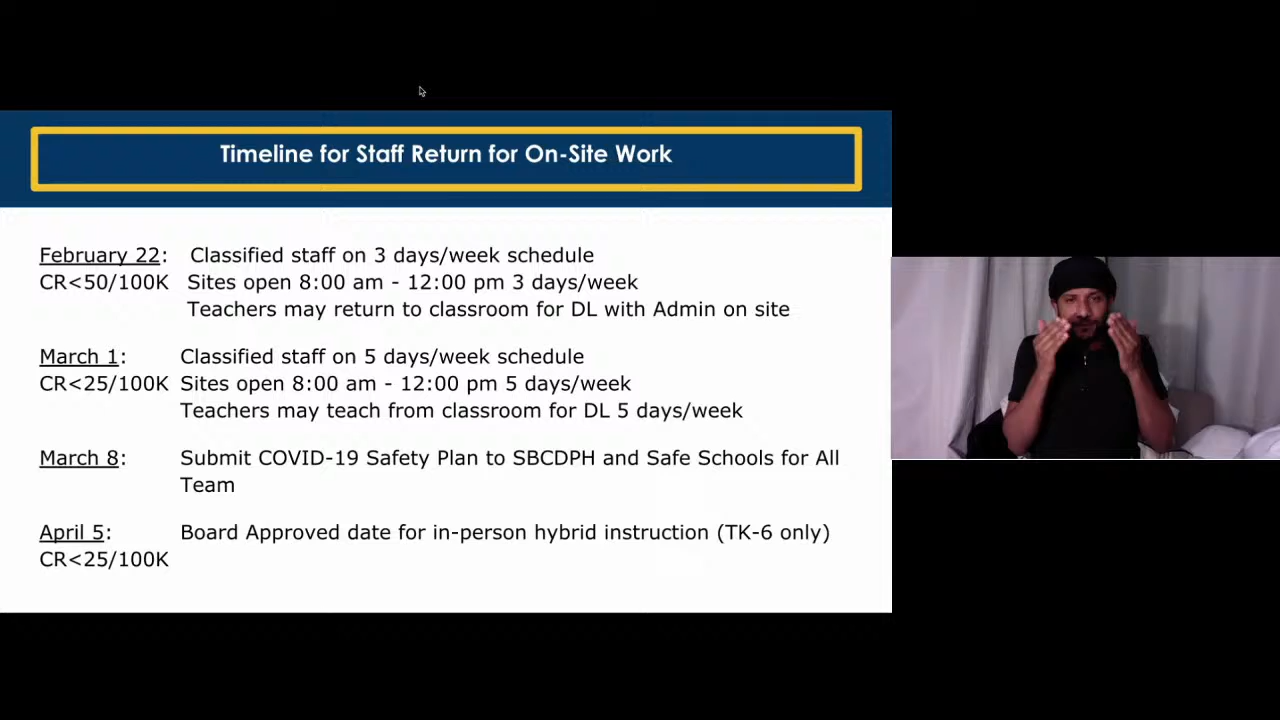 Timeline for Staff Return for On-Site Work
February 22: Classified staff on 3 days/week schedule
CR<50/100K Sites open 8:00 am - 12:00 pm 3 days/week
Teachers may return to classroom for DL with Admin on site
March 1: Classified staff on 5 days/week schedule
CR<25/100K Sites open 8:00 am - 12:00 pm 5 days/week
Teachers may teach from classroom for DL 5 days/week
March 8: Submit COVID-19 Safety Plan to SBCDPH and Safe Schools for All
Team
April 5: Board Approved date for in-person hybrid instruction (TK-6 only)
CR<25/100K